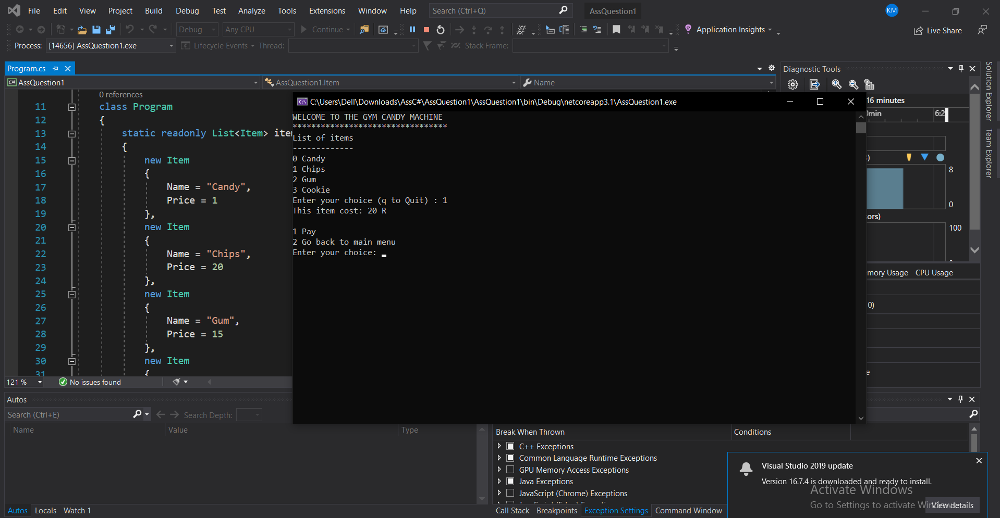 File Edit View Project Build Debug Test Analyze Tools Extensions Window Help Search (Ctrl+Q) AssQuestion1 KM
Debug Any CPU Continue Application Insights Live Share
Process: [14656] AssQuestion1.exe Lifecycle Events Thread: Stack Frame:
Program.cs
C# AssQuestion1 AssQuestion1.Item Name
Diagnostic Tools
Solution Explorer
Team Explorer
0 references
11 class Program
12 {
13 static readonly List<Item>
14 {
15 new Item
16 {
17 Name = "Candy",
18 Price = 1
19 },
20 new Item
21 {
22 Name = "Chips",
23 Price = 20
24 },
25 new Item
26 {
27 Name = "Gum",
28 Price = 15
29 },
30 new Item
31 {
121 % No issues found
C:\Users\Dell\Downloads\AssC#\AssQuestion1\AssQuestion1\bin\Debug\netcoreapp3.1\AssQuestion1.exe
WELCOME TO THE GYM CANDY MACHINE
*********************************
List of items
-------------
0 Candy
1 Chips
2 Gum
3 Cookie
Enter your choice (q to Quit) : 1
This item cost: 20 R
1 Pay
2 Go back to main menu
Enter your choice:
16 minutes
8
0
100
CPU Usage
0)
Autos
Search (Ctrl+E) Search Depth:
Name Value Type
Autos Locals Watch 1
Break When Thrown Conditions
C++ Exceptions
Common Language Runtime Exceptions
GPU Memory Access Exceptions
Java Exceptions
JavaScript (Chrome) Exceptions
Call Stack Breakpoints Exception Settings Command Window
Visual Studio 2019 update
Version 16.7.4 is downloaded and ready to install.
Activate Windows
Go to Settings to activate
View details